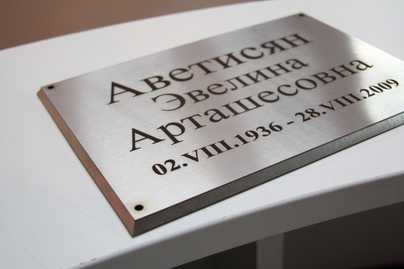 Аветисян
Эвелина
Арташесовна
02.VIII.1936 - 28.VIII.2009